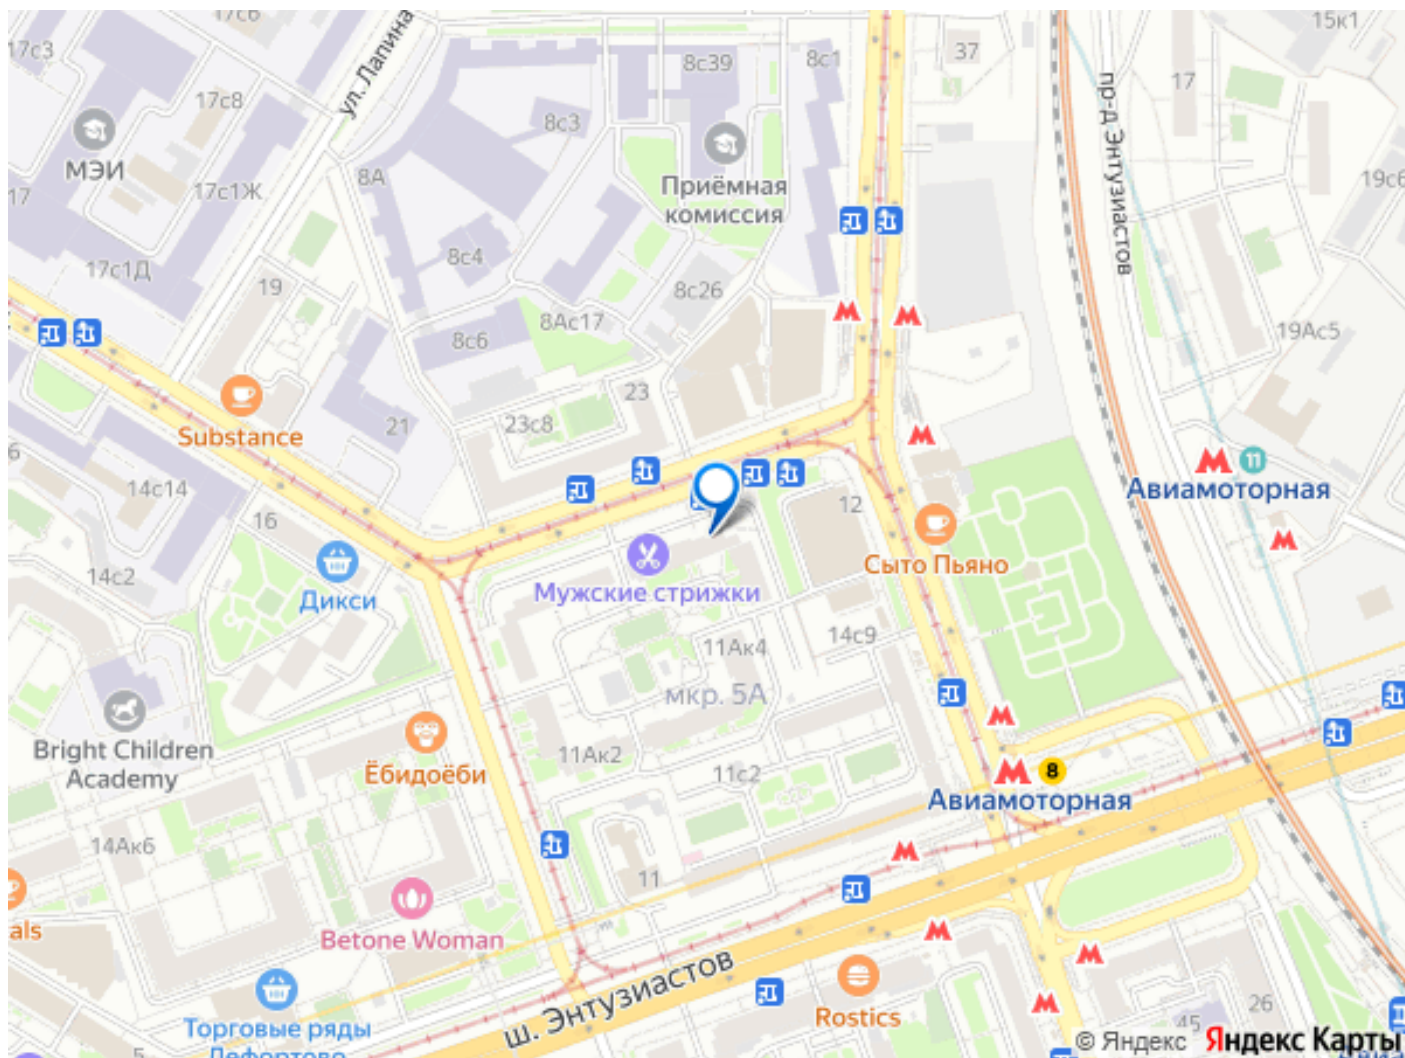 17с6
15к1
17с3
ул. Лапина
8с39
8с1
37
17
пр-д Энтузиастов
17с8
8с3
МЭИ
17
17с1Ж
8А
Приёмная
комиссия
19с6
8с4
17с1Д
19
8с26
8Ас17
8с6
М
М
19Ас5
23
Substance
23с8
21
М
М
11
Авиамоторная
6
14с14
16
12
М
Сыто Пьяно
14с2
Дикси
Мужские стрижки
11Ак4
14с9
мкр. 5А
М
Bright Children
Academy
Ёбидоёби
11Ак2
11с2
М
8
Авиамоторная
14Ак6
М
11
als
Betone Woman
М
М
ш. Энтузиастов
Rostics
М
26
45
Торговые ряды
Лефортово
5
© Яндекс Яндекс Карты